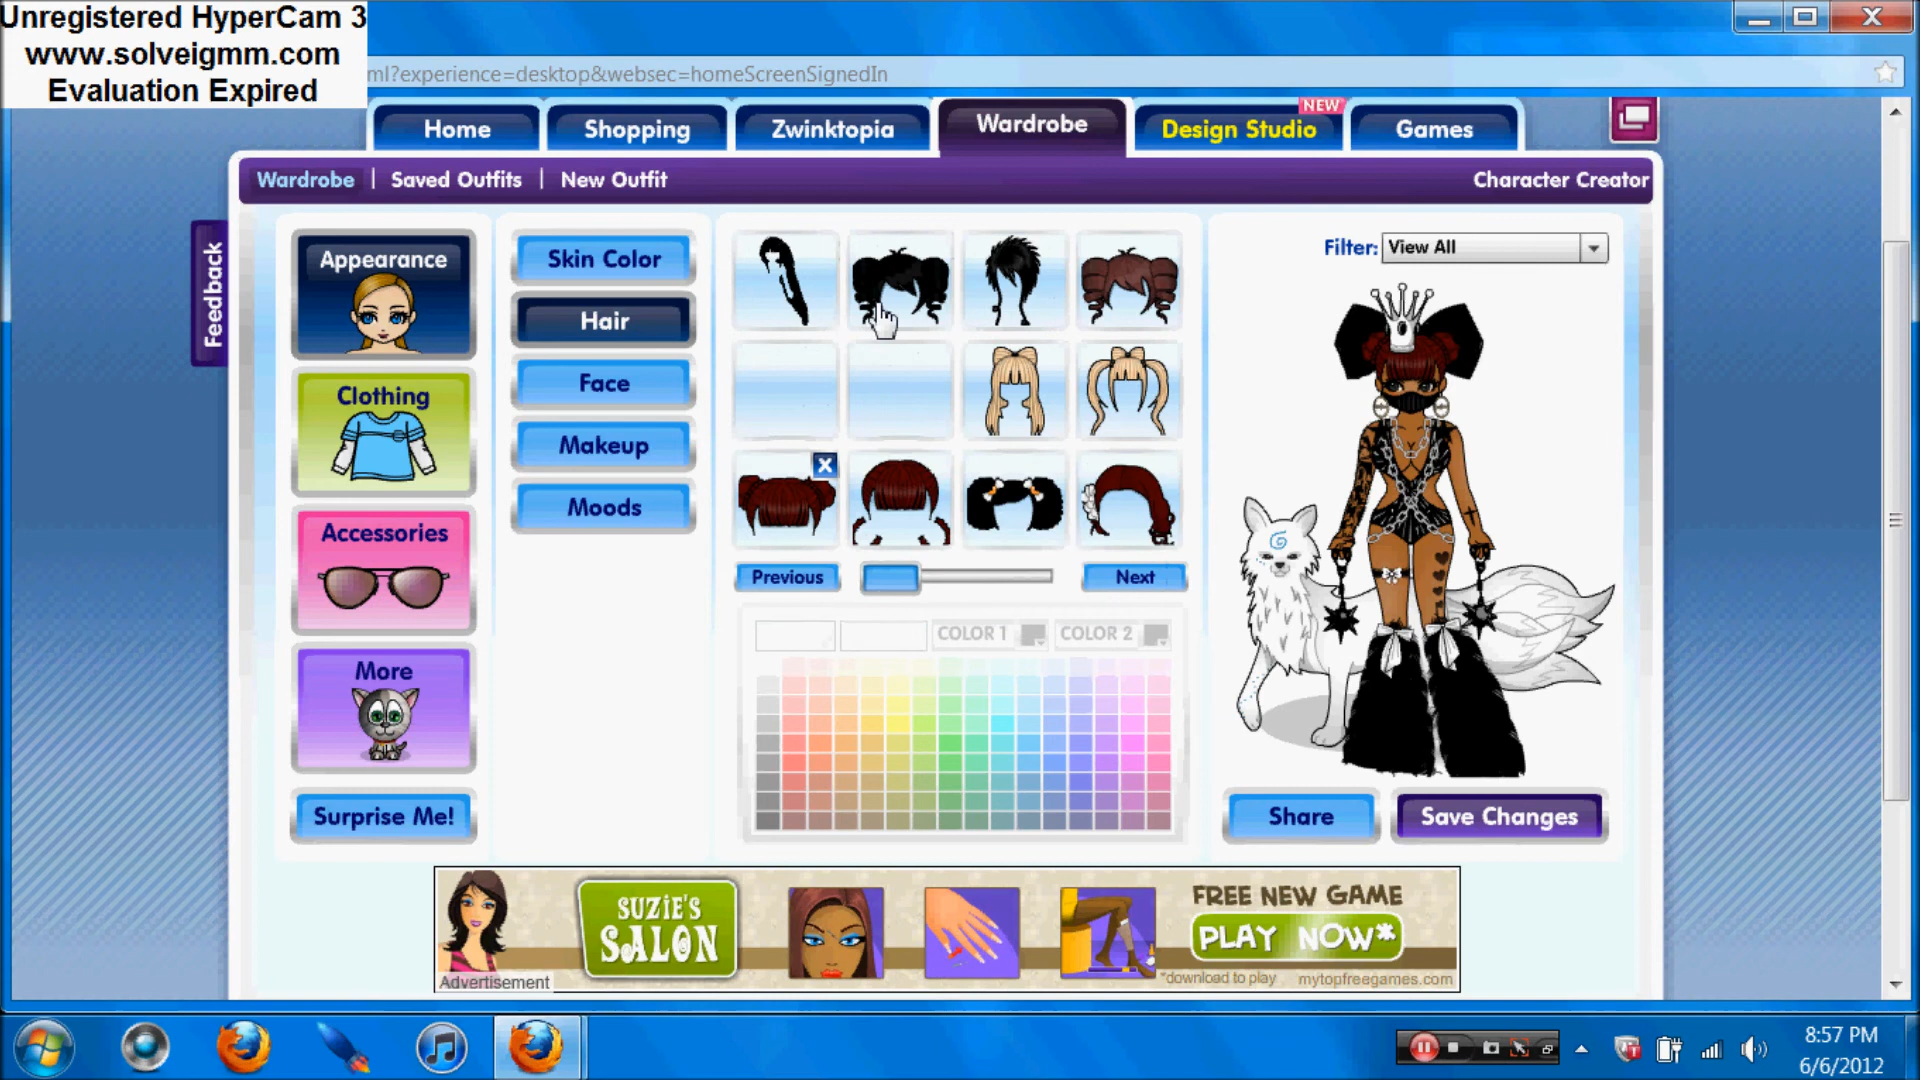 Unregistered HyperCam 3
www.solveigmm.com
Evaluation Expired
ml?experience=desktop&websec=homeScreenSignedIn
Home
Shopping
Zwinktopia
Wardrobe
NEW
Design Studio
Games
Wardrobe | Saved Outfits | New Outfit
Character Creator
Feedback
Appearance
Clothing
Accessories
More
Surprise Me!
Skin Color
Hair
Face
Makeup
Moods
Previous
Next
COLOR 1
COLOR 2
Filter: View All
Share
Save Changes
SUZIE'S
SALON
FREE NEW GAME
PLAY NOW*
*download to play
mytopfreegames.com
Advertisement
8:57 PM
6/6/2012